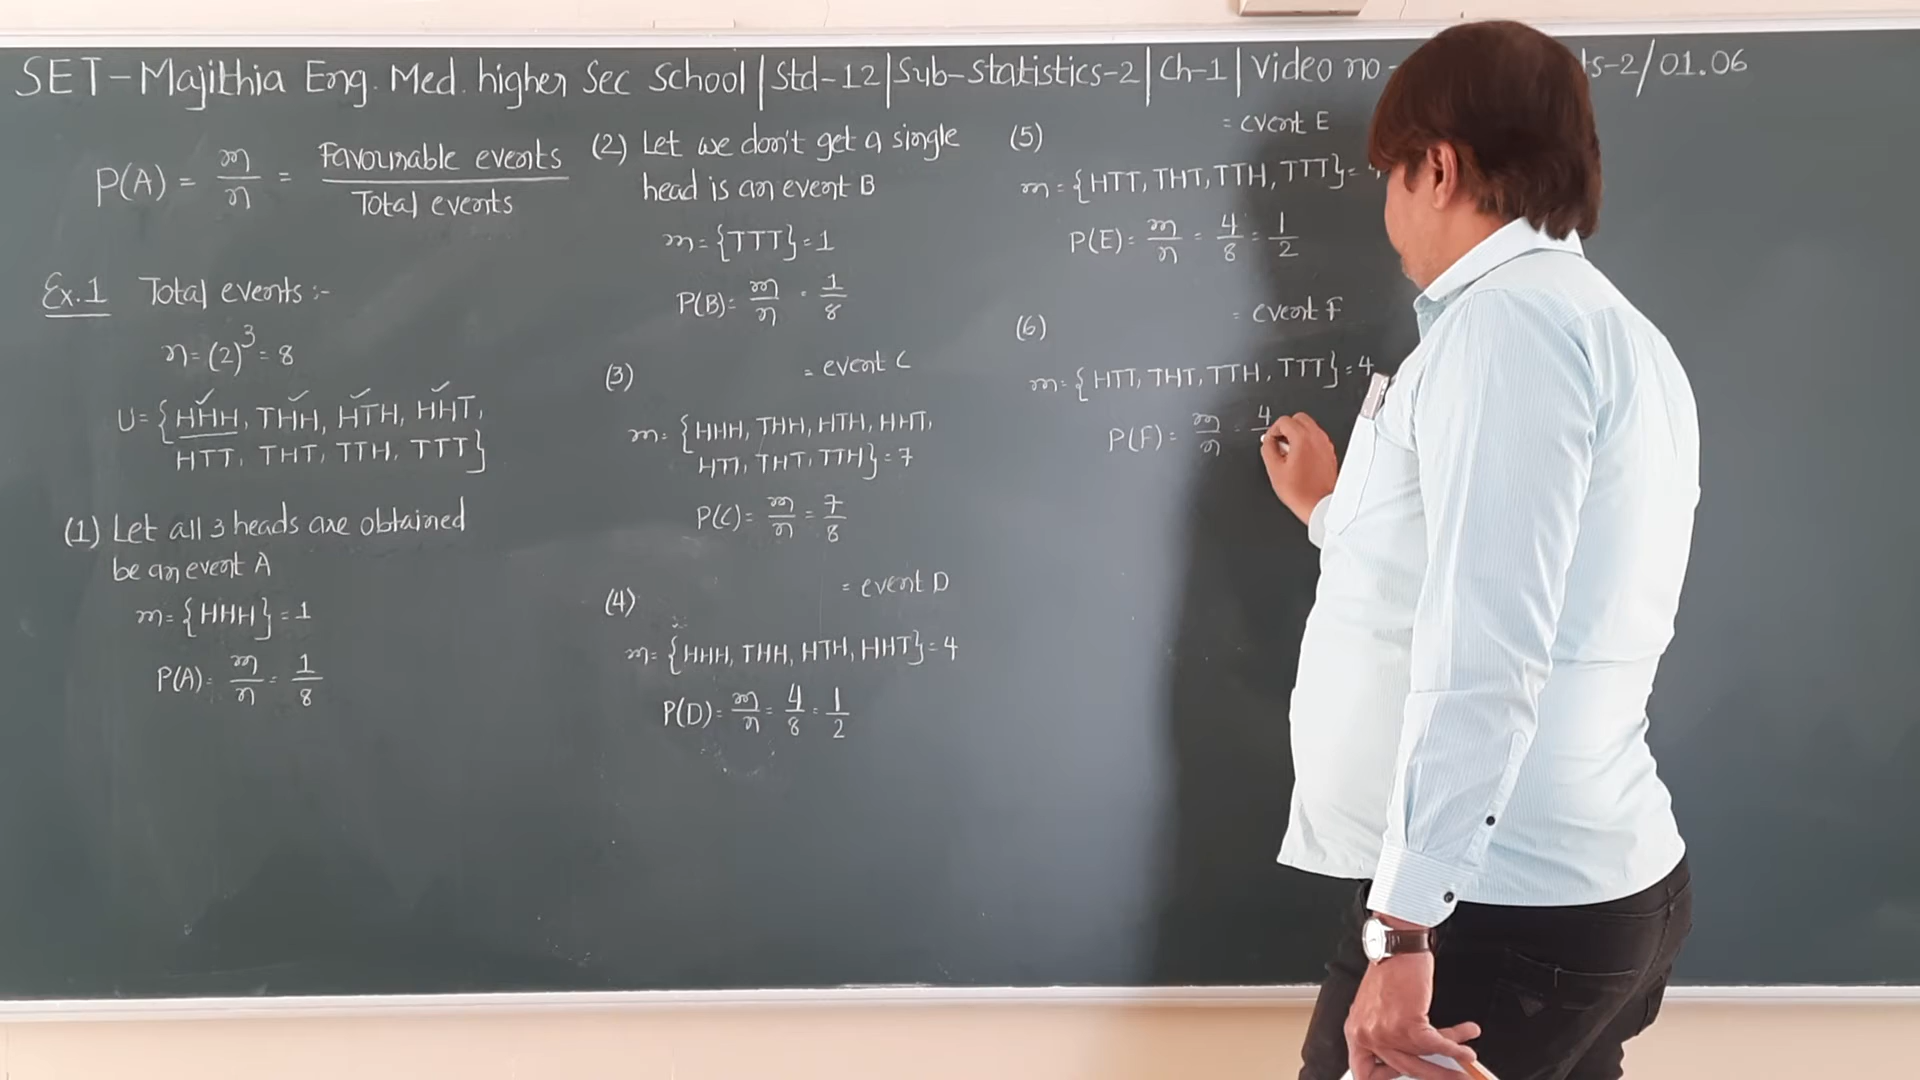 SET-Majithia Eng. Med. higher Sec School | Std-12 | Sub-Statistics-2 | Ch-1 | Video no- s-2/01.06
P(A) = m/n = Favourable events / Total events
Ex.1 Total events :-
n = (2)^3 = 8
U = {HHH, THH, HTH, HHT,
HTT, THT, TTH, TTT}
(1) Let all 3 heads are obtained
be an event A
m = {HHH} = 1
P(A) = m/n = 1/8
(2) Let we don't get a single
head is an event B
m = {TTT} = 1
P(B) = m/n = 1/8
(3) = event C
m = {HHH, THH, HTH, HHT,
HTT, THT, TTH} = 7
P(C) = m/n = 7/8
(4) = event D
m = {HHH, THH, HTH, HHT} = 4
P(D) = m/n = 4/8 = 1/2
(5) = event E
m = {HTT, THT, TTH, TTT} =
P(E) = m/n = 4/8 = 1/2
(6) = event F
m = {HTT, THT, TTH, TTT} = 4
P(F) = m/n = 4